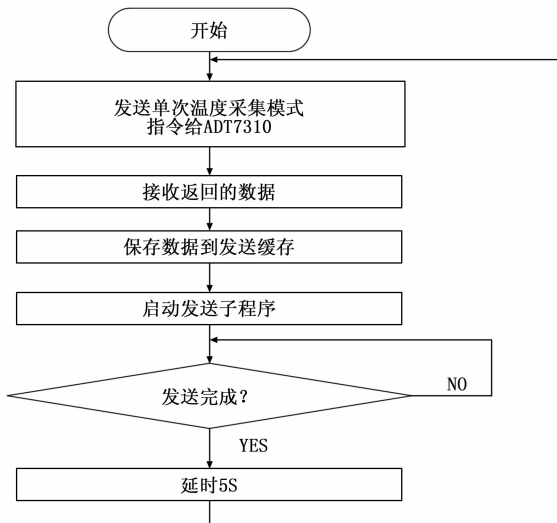 开始
发送单次温度采集模式
指令给ADT7310
接收返回的数据
保存数据到发送缓存
启动发送子程序
发送完成？
NO
YES
延时5S